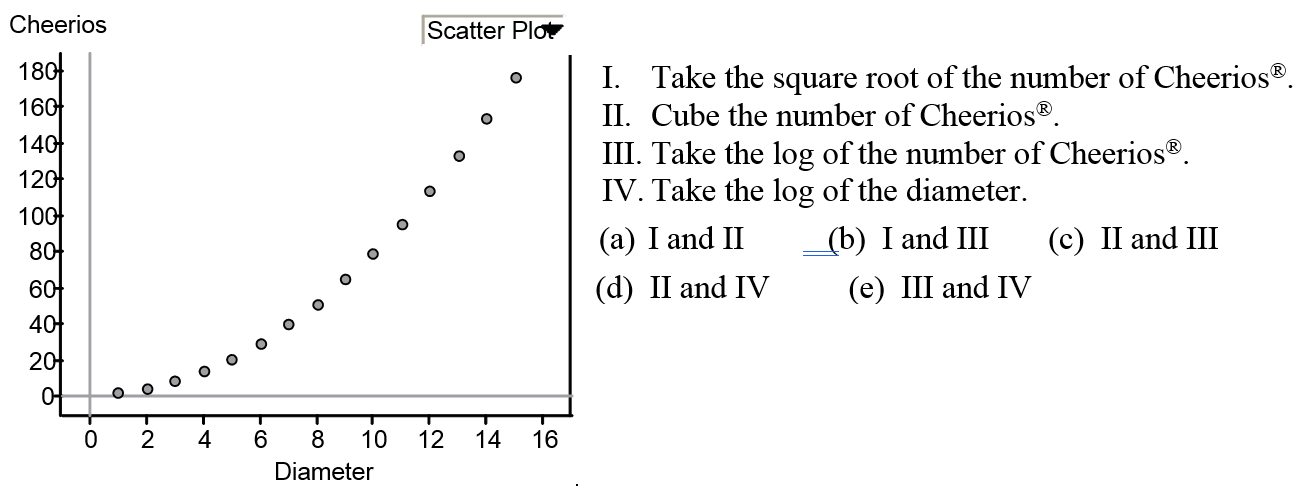 Cheerios
Scatter Plot
180
160
140
120
100
80
60
40
20
0
0 2 4 6 8 10 12 14 16
Diameter
I. Take the square root of the number of Cheerios®.
II. Cube the number of Cheerios®.
III. Take the log of the number of Cheerios®.
IV. Take the log of the diameter.
(a) I and II (b) I and III (c) II and III
(d) II and IV (e) III and IV